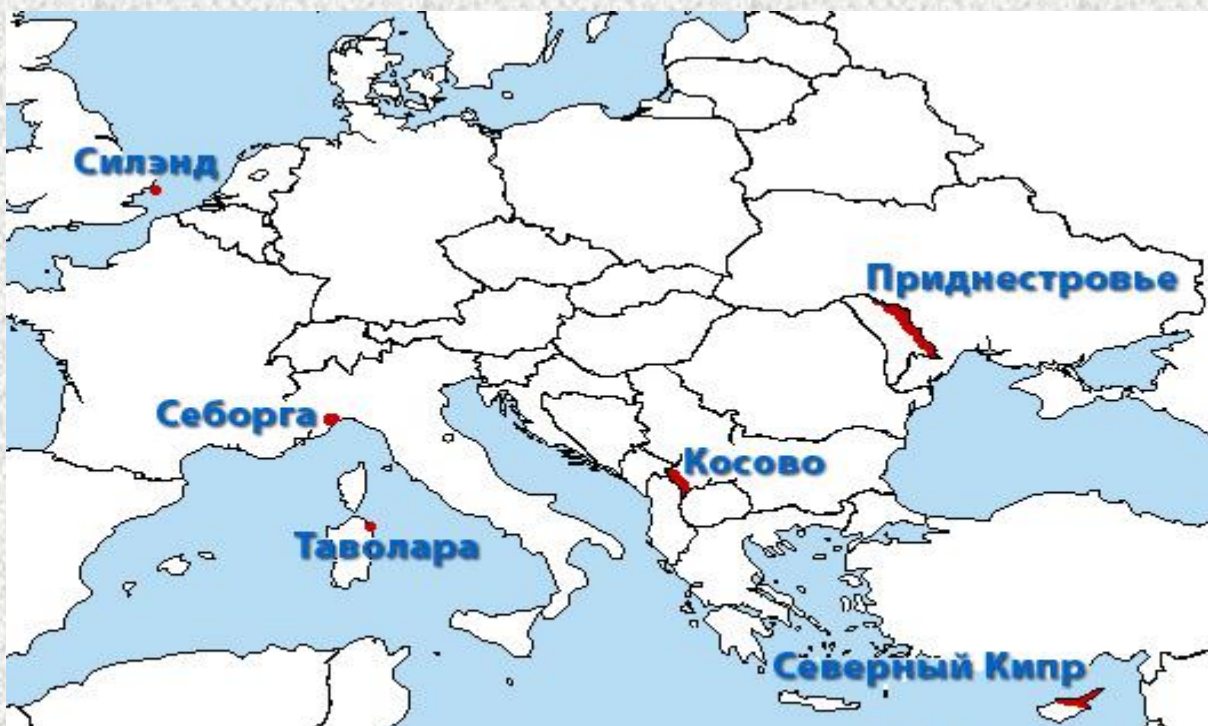 Силэнд
Приднестровье
Себорга
Косово
Таволара
Северный Кипр